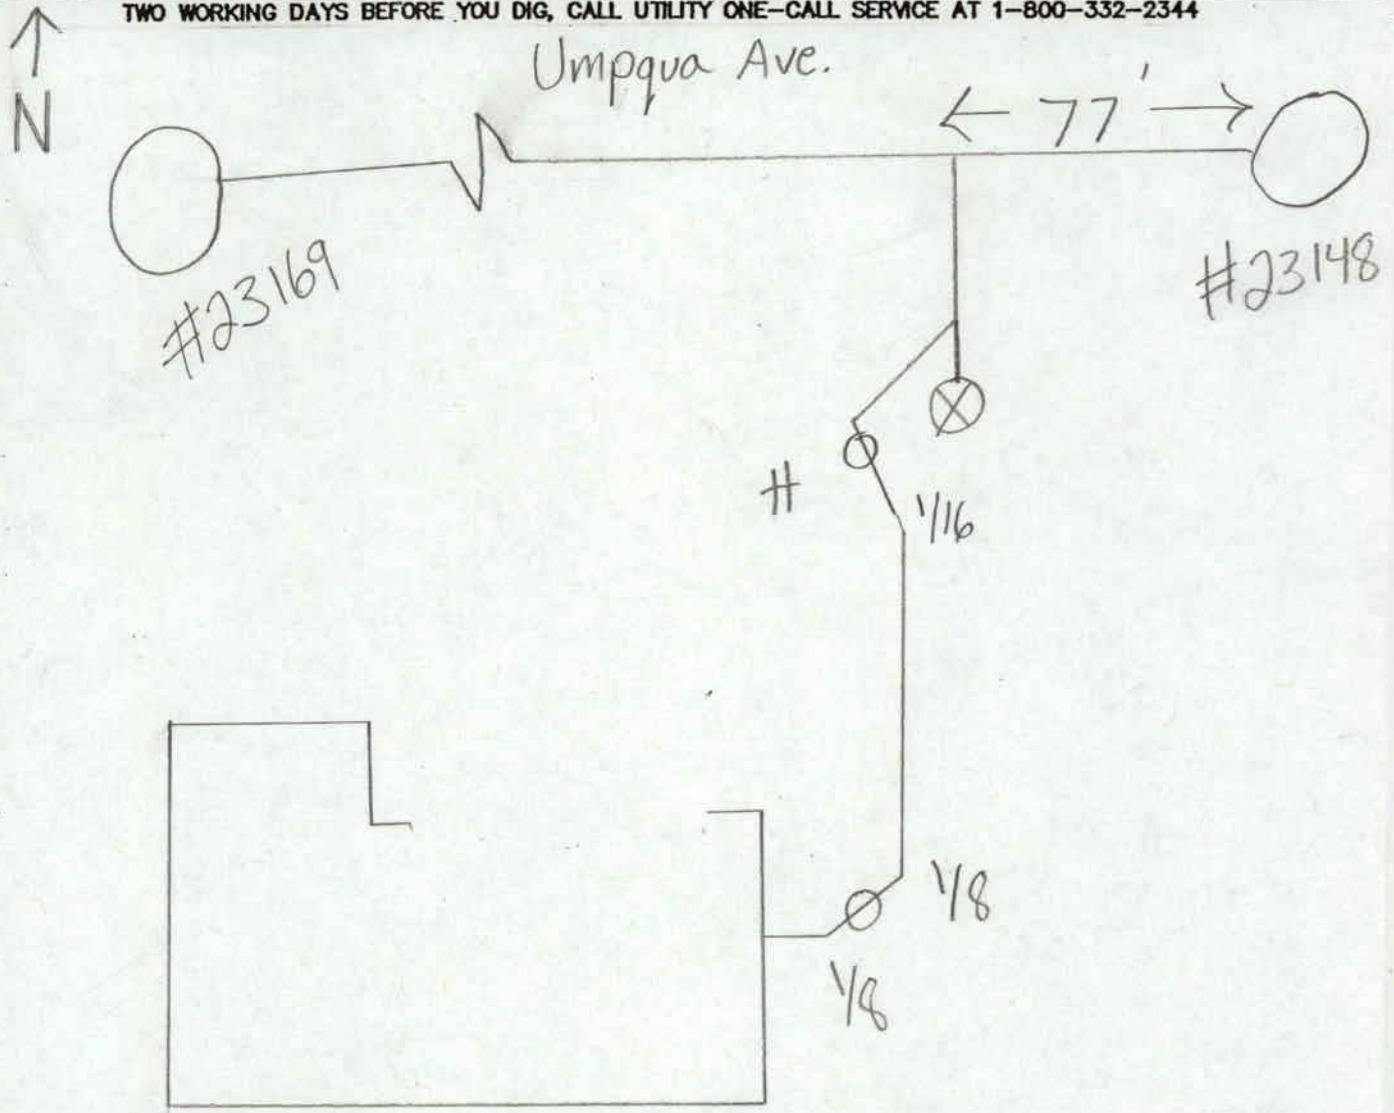 TWO WORKING DAYS BEFORE YOU DIG, CALL UTILITY ONE-CALL SERVICE AT 1-800-332-2344
Umpqua Ave.
N
← 77' →
#23169
#23148
#
1/16
1/8
1/8